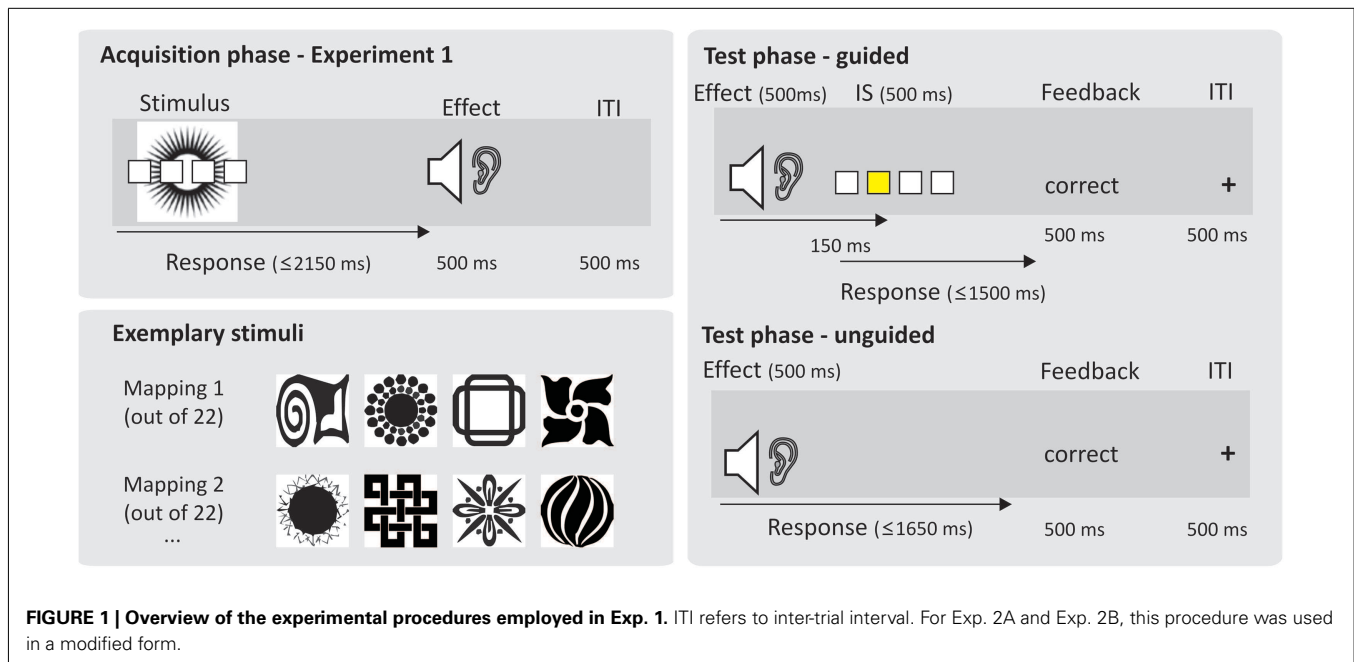 Acquisition phase - Experiment 1
Stimulus Effect ITI
Response (≤2150 ms) 500 ms 500 ms
Exemplary stimuli
Mapping 1
(out of 22)
Mapping 2
(out of 22)
...
Test phase - guided
Effect (500ms) IS (500 ms) Feedback ITI
correct +
150 ms 500 ms 500 ms
Response (≤1500 ms)
Test phase - unguided
Effect (500 ms) Feedback ITI
correct +
Response (≤1650 ms) 500 ms 500 ms
FIGURE 1 | Overview of the experimental procedures employed in Exp. 1. ITI refers to inter-trial interval. For Exp. 2A and Exp. 2B, this procedure was used
in a modified form.